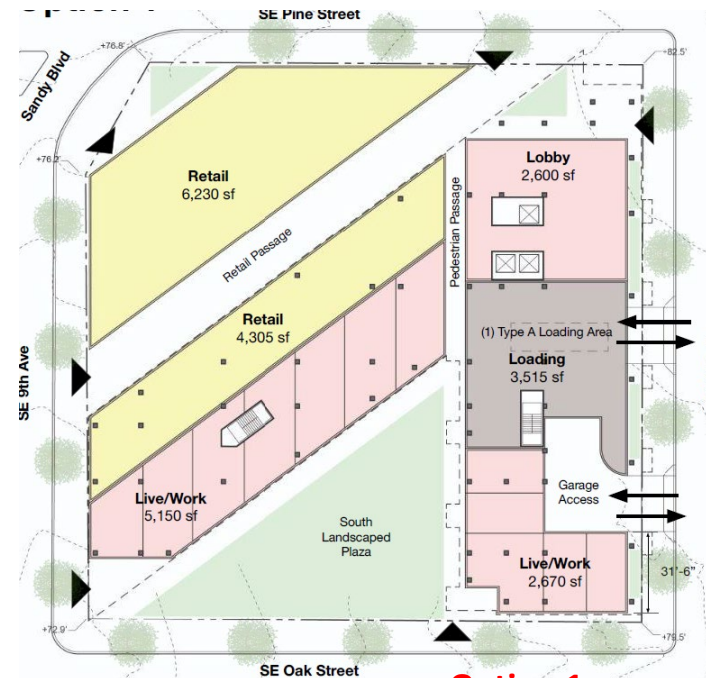 SE Pine Street
+76.8'
+82.5'
Sandy Blvd
+76.2'
Retail
6,230 sf
Lobby
2,600 sf
Pedestrian Passage
Retail Passage
Retail
4,305 sf
(1) Type A Loading Area
Loading
3,515 sf
SE 9th Ave
Live/Work
5,150 sf
South
Landscaped
Plaza
Garage
Access
Live/Work
2,670 sf
31'-6"
+72.9'
+79.5'
SE Oak Street